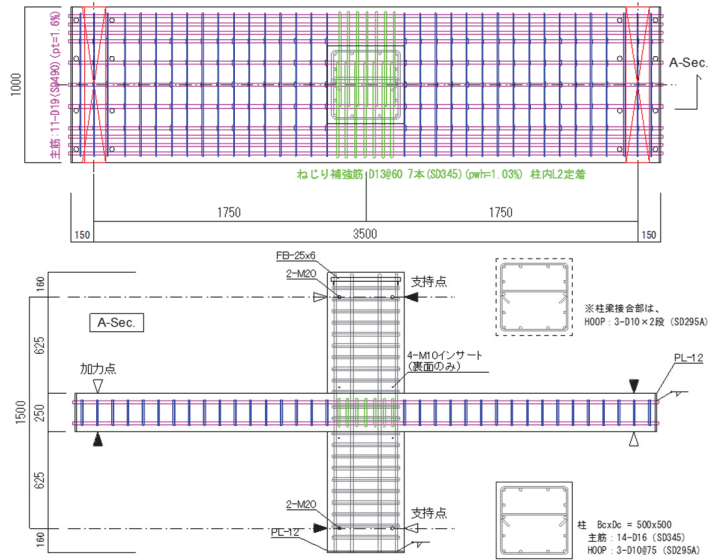 1000
主筋:11-D19(SD490)(pt=1.6%)
A-Sec.
ねじり補強筋 D13@60 7本(SD345)(pwh=1.03%) 柱内L2定着
1750
1750
150
3500
150
FB-25x6
2-M20
支持点
A-Sec.
※柱梁接合部は、
HOOP:3-D10×2段 (SD295A)
4-M10インサート
(裏面のみ)
PL-12
加力点
160
625
250
1500
625
160
2-M20
支持点
PL-12
柱 BcxDc = 500x500
主筋:14-D16 (SD345)
HOOP:3-D10@75 (SD295A)